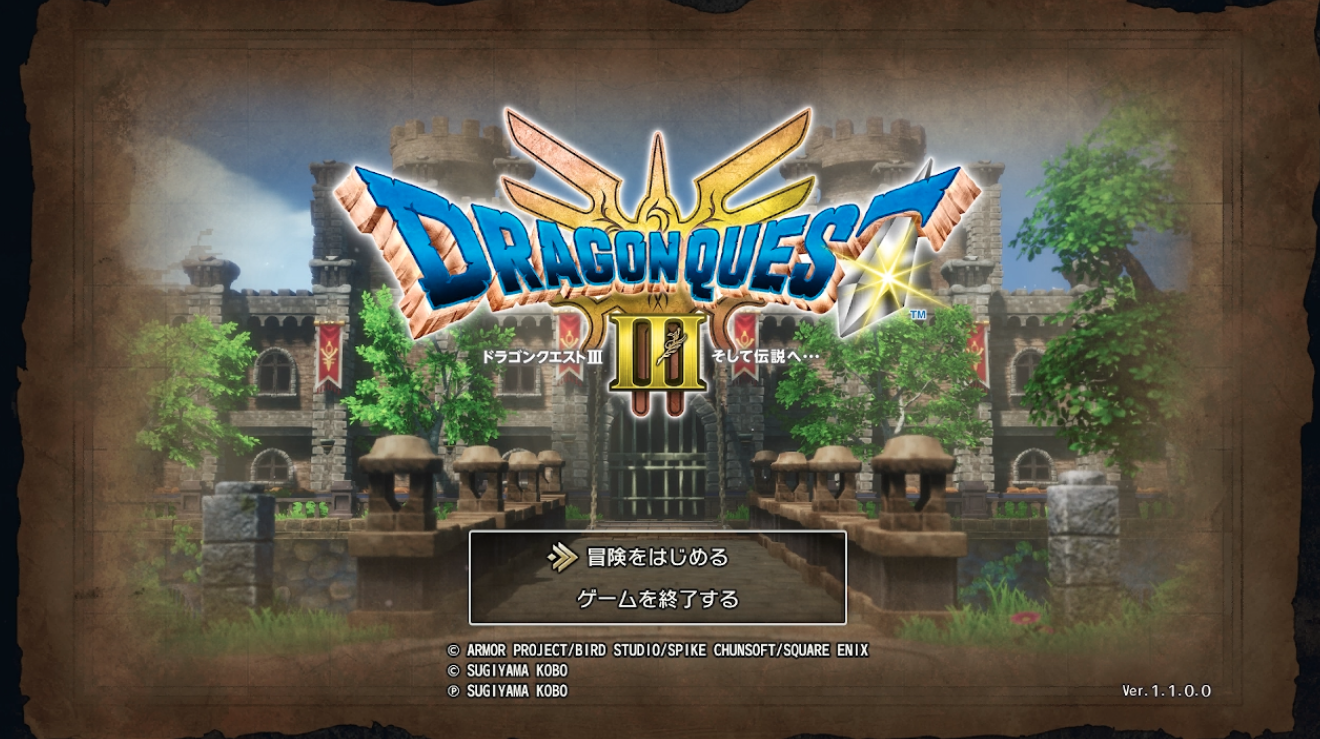 DRAGON QUEST
TM
III
ドラゴンクエストIII そして伝説へ…
冒険をはじめる
ゲームを終了する
© ARMOR PROJECT/BIRD STUDIO/SPIKE CHUNSOFT/SQUARE ENIX
© SUGIYAMA KOBO
℗ SUGIYAMA KOBO
Ver.1.1.0.0